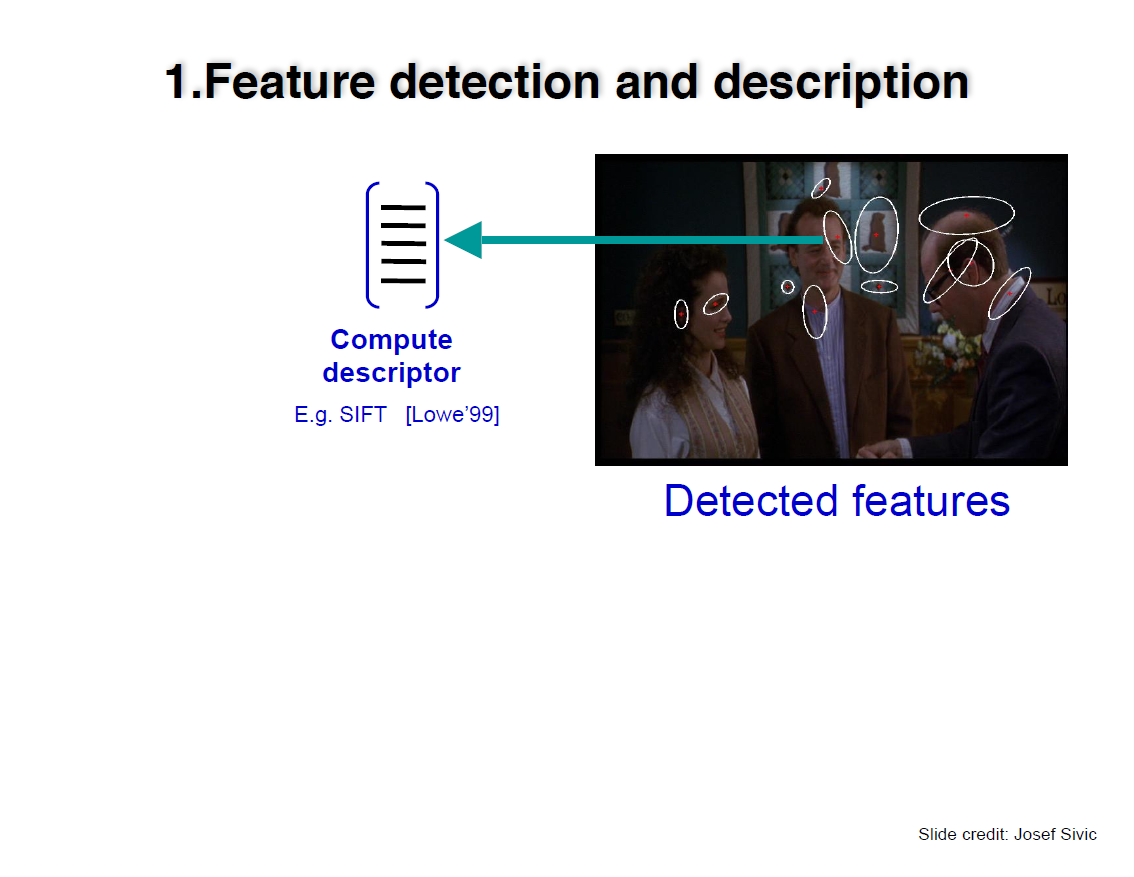 1.Feature detection and description
Compute
descriptor
E.g. SIFT [Lowe’99]
Detected features
Slide credit: Josef Sivic